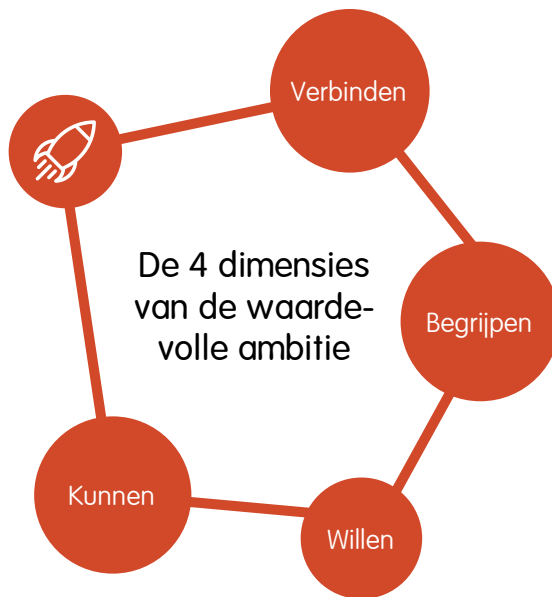 Verbinden
De 4 dimensies
van de waarde-
volle ambitie
Begrijpen
Kunnen
Willen